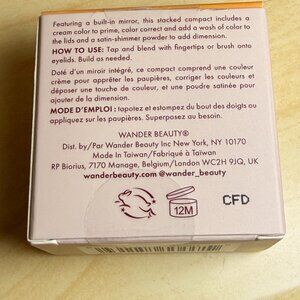 Featuring a built-in mirror, this stacked compact includes a
cream color to prime, color correct and add a wash of color to
the lids and a satin-shimmer powder to add dimension.
HOW TO USE: Tap and blend with fingertips or brush onto
eyelids. Build as needed.
Doté d'un miroir intégré, ce compact comprend une couleur
crème pour apprêter les paupières, corriger les couleurs et
déposer une touche de couleur, et une poudre satinée pour
ajouter de la dimension.
MODE D'EMPLOI : tapotez et estompez du bout des doigts ou
appliquez-les sur les paupières. Superposez au besoin.
WANDER BEAUTY®
Dist. by/Par Wander Beauty Inc New York, NY 10170
Made In Taiwan/Fabriqué à Taïwan
RP Biorius, 7170 Manage, Belgium/London WC2H 9JQ, UK
wanderbeauty.com @wander_beauty
12M
CFD